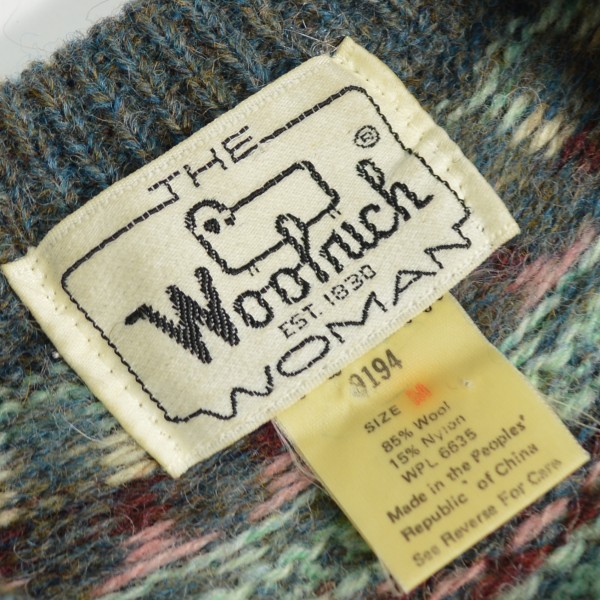 THE
®
Woolrich
EST. 1830
WOMAN
9194
SIZE M
85% Wool
15% Nylon
WPL 6635
Made in the Peoples'
Republic of China
See Reverse For Care